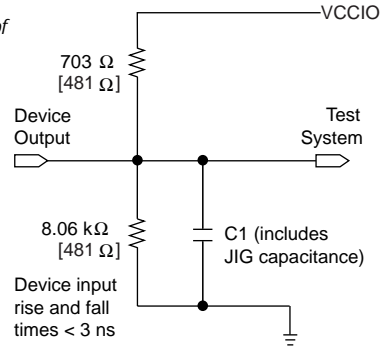 of
VCCIO
703 Ω
[481 Ω]
Device
Output
Test
System
8.06 kΩ
[481 Ω]
C1 (includes
JIG capacitance)
Device input
rise and fall
times < 3 ns